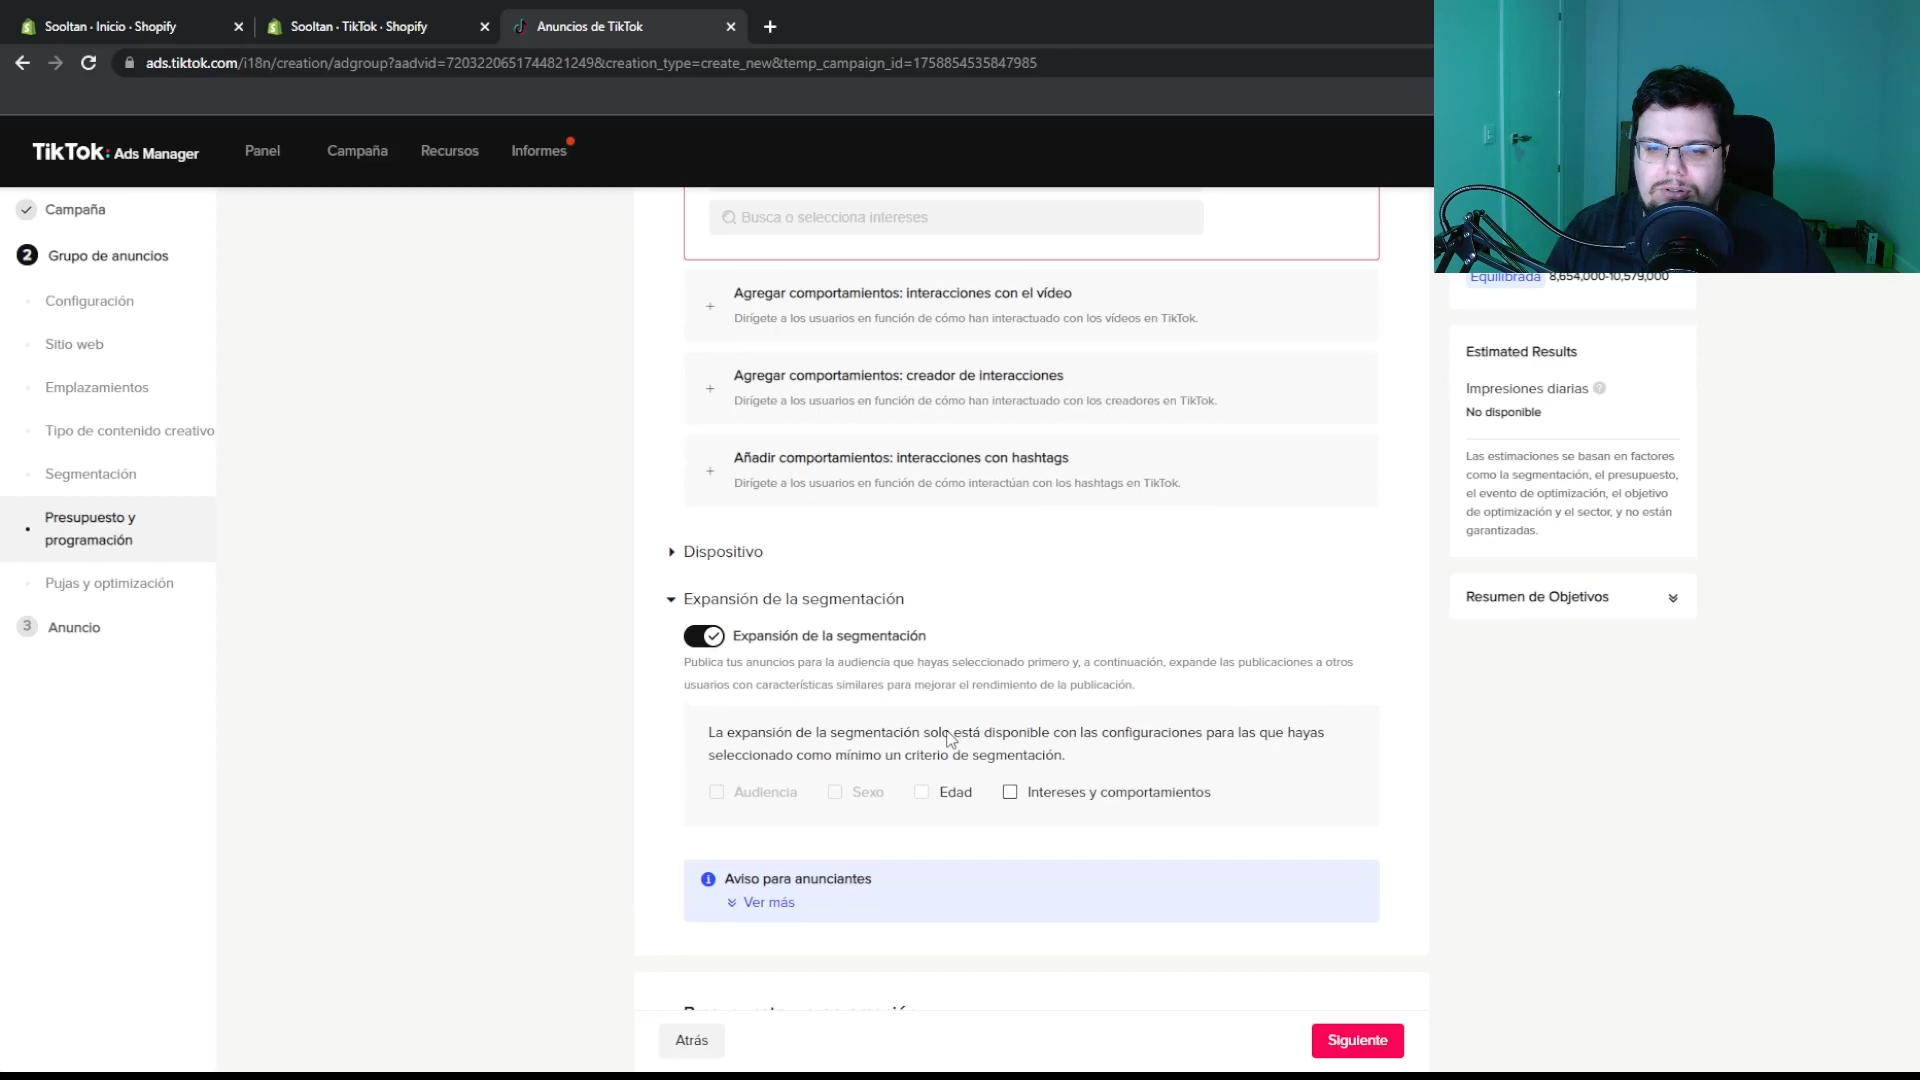 Sooltan · Inicio · Shopify
Sooltan · TikTok · Shopify
Anuncios de TikTok
ads.tiktok.com/i18n/creation/adgroup?aadvid=7203220651744821249&creation_type=create_new&temp_campaign_id=1758854535847985
TikTok: Ads Manager
Panel
Campaña
Recursos
Informes
Campaña
2 Grupo de anuncios
Configuración
Sitio web
Emplazamientos
Tipo de contenido creativo
Segmentación
Presupuesto y
programación
Pujas y optimización
3 Anuncio
Busca o selecciona intereses
Agregar comportamientos: interacciones con el vídeo
Dirígete a los usuarios en función de cómo han interactuado con los vídeos en TikTok.
Agregar comportamientos: creador de interacciones
Dirígete a los usuarios en función de cómo han interactuado con los creadores en TikTok.
Añadir comportamientos: interacciones con hashtags
Dirígete a los usuarios en función de cómo interactúan con los hashtags en TikTok.
Dispositivo
Expansión de la segmentación
Expansión de la segmentación
Publica tus anuncios para la audiencia que hayas seleccionado primero y, a continuación, expande las publicaciones a otros
usuarios con características similares para mejorar el rendimiento de la publicación.
La expansión de la segmentación solo está disponible con las configuraciones para las que hayas
seleccionado como mínimo un criterio de segmentación.
Audiencia
Sexo
Edad
Intereses y comportamientos
Aviso para anunciantes
Ver más
Atrás
Siguiente
Equilibrada 8,654,000-10,579,000
Estimated Results
Impresiones diarias
No disponible
Las estimaciones se basan en factores
como la segmentación, el presupuesto,
el evento de optimización, el objetivo
de optimización y el sector, y no están
garantizadas.
Resumen de Objetivos